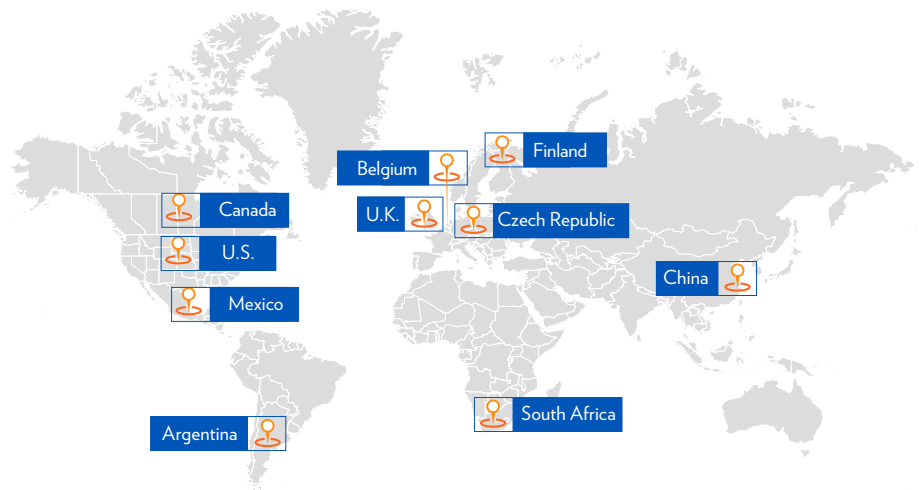 Finland
Belgium
Canada
U.K.
Czech Republic
U.S.
China
Mexico
South Africa
Argentina